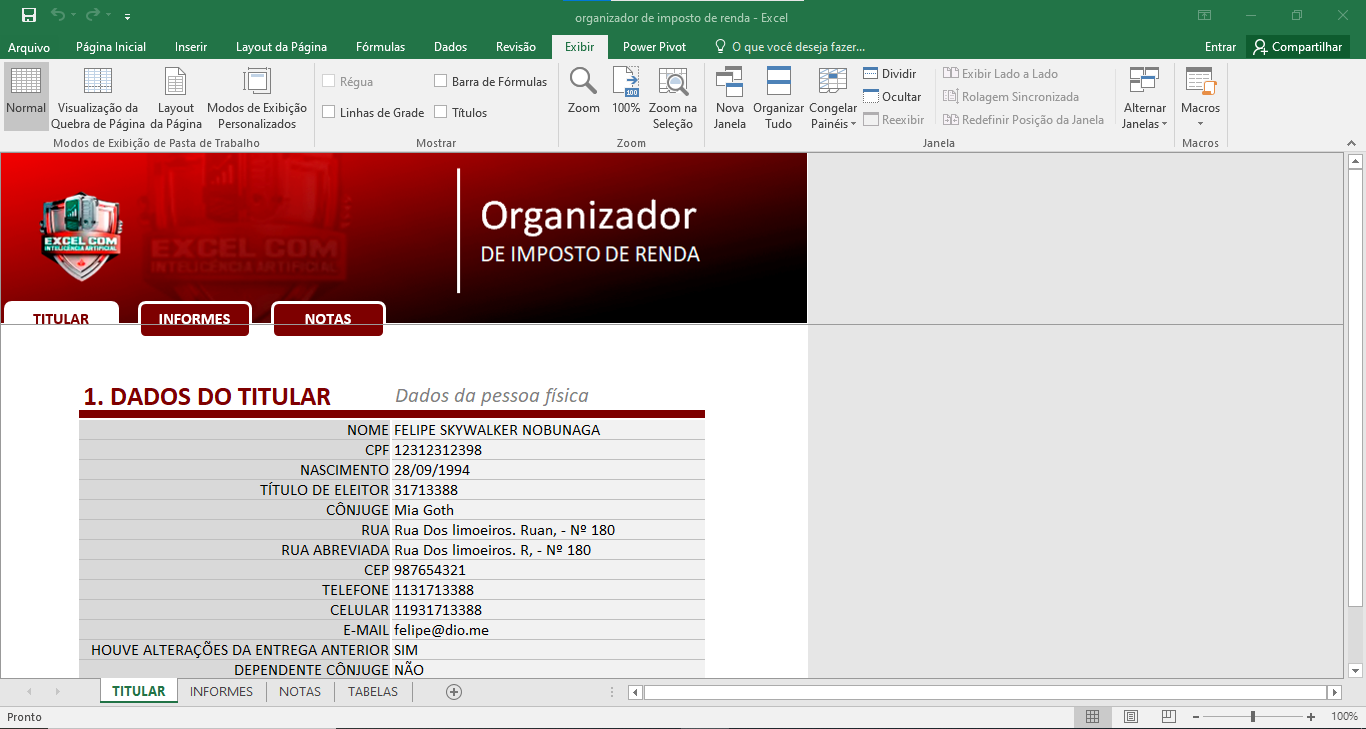 organizador de imposto de renda - Excel
Arquivo Página Inicial Inserir Layout da Página Fórmulas Dados Revisão Exibir Power Pivot O que você deseja fazer... Entrar Compartilhar
Normal Visualização da Quebra de Página Layout da Página Modos de Exibição Personalizados
Régua Barra de Fórmulas
Linhas de Grade Títulos
Zoom 100% Zoom na Seleção
Nova Janela Organizar Tudo Congelar Painéis
Dividir
Ocultar
Reexibir
Exibir Lado a Lado
Rolagem Sincronizada
Redefinir Posição da Janela
Alternar Janelas
Macros
Modos de Exibição de Pasta de Trabalho Mostrar Zoom Janela Macros
EXCEL COM
INTELIGÊNCIA ARTIFICIAL
EXCEL COM
INTELIGÊNCIA ARTIFICIAL
Organizador
DE IMPOSTO DE RENDA
TITULAR INFORMES NOTAS
1. DADOS DO TITULAR Dados da pessoa física
NOME FELIPE SKYWALKER NOBUNAGA
CPF 12312312398
NASCIMENTO 28/09/1994
TÍTULO DE ELEITOR 31713388
CÔNJUGE Mia Goth
RUA Rua Dos limoeiros. Ruan, - Nº 180
RUA ABREVIADA Rua Dos limoeiros. R, - Nº 180
CEP 987654321
TELEFONE 1131713388
CELULAR 11931713388
E-MAIL felipe@dio.me
HOUVE ALTERAÇÕES DA ENTREGA ANTERIOR SIM
DEPENDENTE CÔNJUGE NÃO
TITULAR INFORMES NOTAS TABELAS
Pronto 100%